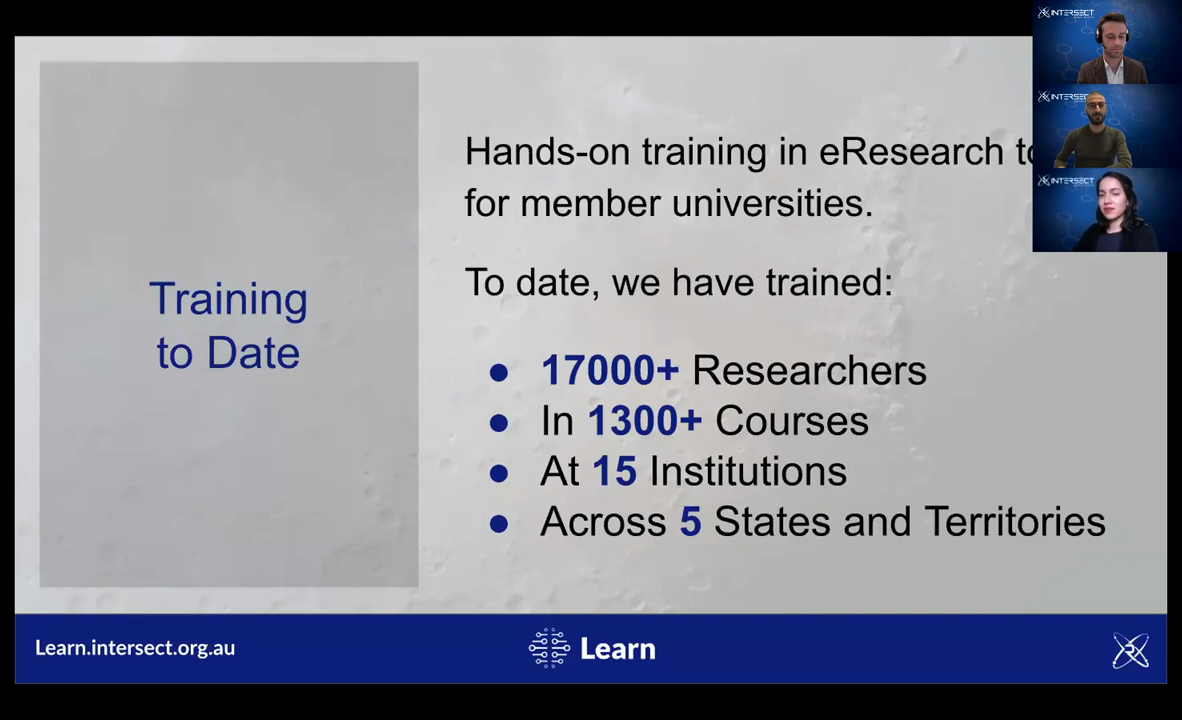 INTERSECT
INTERSECT
INTERSECT
Hands-on training in eResearch
for member universities.
To date, we have trained:
Training
to Date
● 17000+ Researchers
● In 1300+ Courses
● At 15 Institutions
● Across 5 States and Territories
Learn.intersect.org.au
Learn